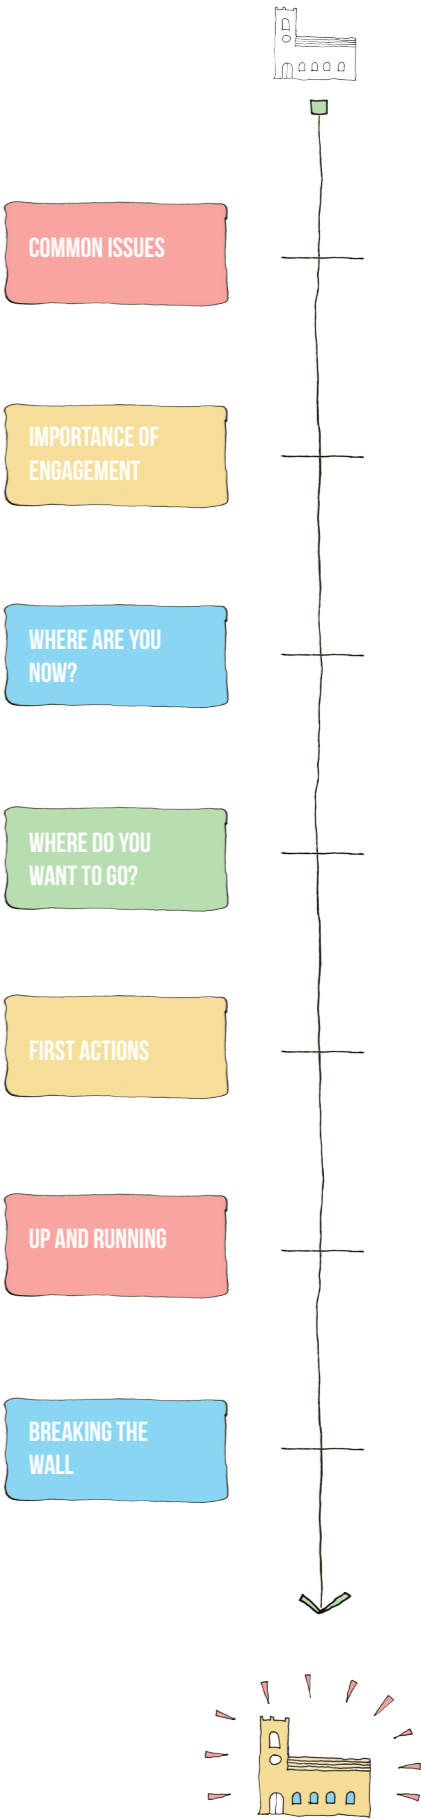 COMMON ISSUES
IMPORTANCE OF
ENGAGEMENT
WHERE ARE YOU
NOW?
WHERE DO YOU
WANT TO GO?
FIRST ACTIONS
UP AND RUNNING
BREAKING THE
WALL